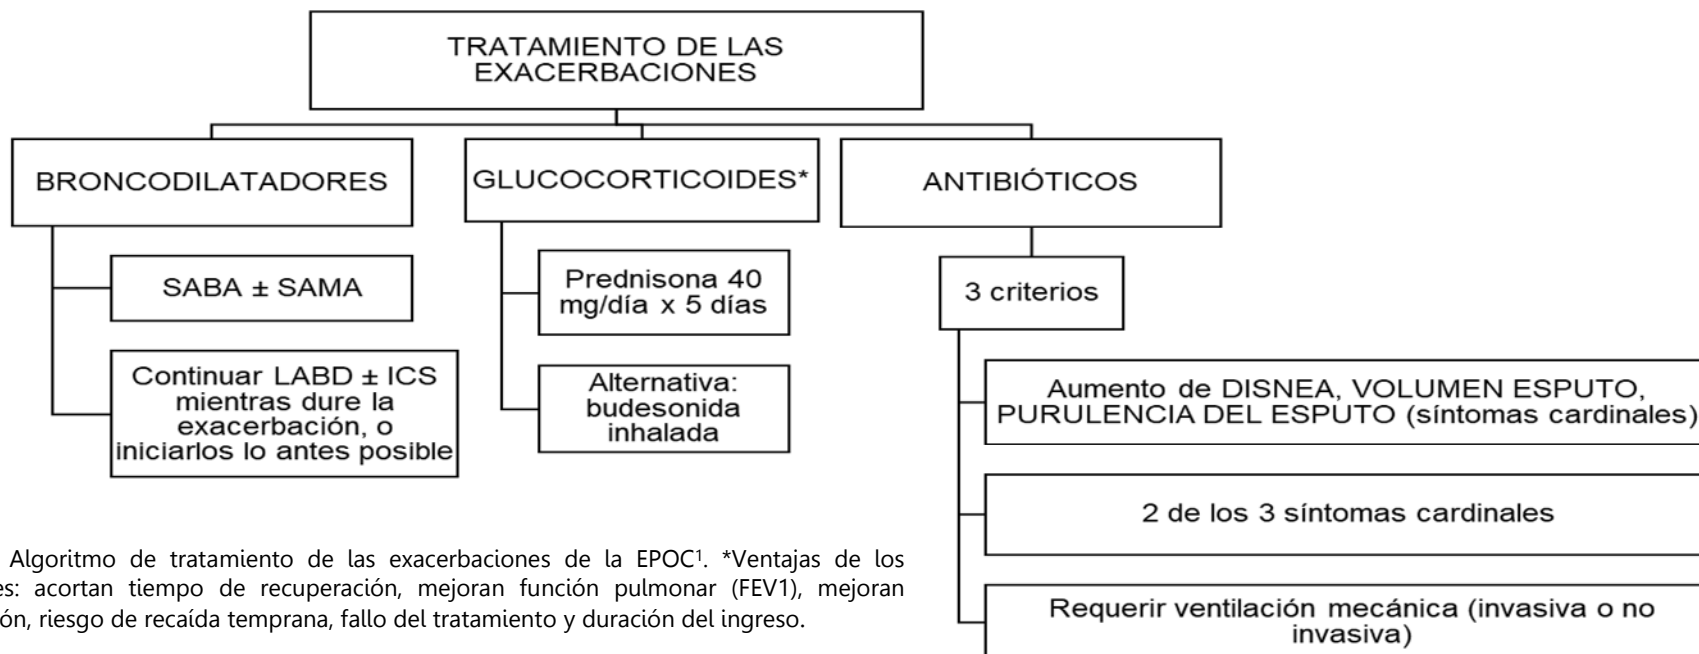 TRATAMIENTO DE LAS
EXACERBACIONES
BRONCODILATADORES
SABA ± SAMA
Continuar LABD ± ICS
mientras dure la
exacerbación, o
iniciarlos lo antes posible
GLUCOCORTICOIDES*
Prednisona 40
mg/día x 5 días
Alternativa:
budesonida
inhalada
ANTIBIÓTICOS
3 criterios
Aumento de DISNEA, VOLUMEN ESPUTO,
PURULENCIA DEL ESPUTO (síntomas cardinales)
2 de los 3 síntomas cardinales
Requerir ventilación mecánica (invasiva o no
invasiva)
Algoritmo de tratamiento de las exacerbaciones de la EPOC¹. *Ventajas de los
es: acortan tiempo de recuperación, mejoran función pulmonar (FEV1), mejoran
ón, riesgo de recaída temprana, fallo del tratamiento y duración del ingreso.